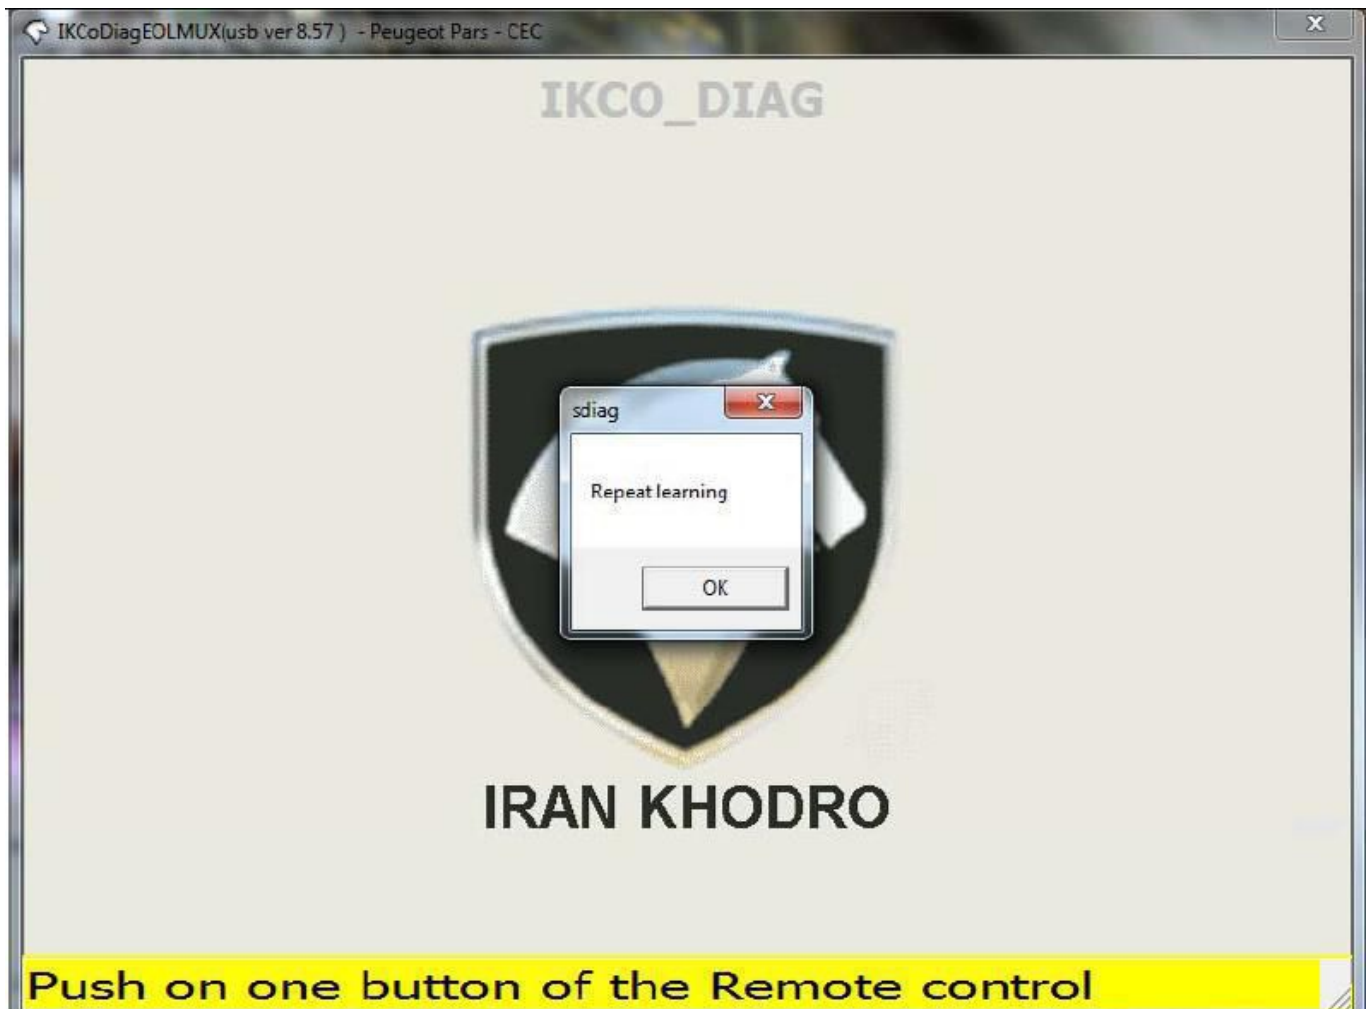 IKCoDiagEOLMUX(usb ver 8.57 ) - Peugeot Pars - CEC
IKCO_DIAG
sdiag
Repeat learning
OK
IRAN KHODRO
Push on one button of the Remote control